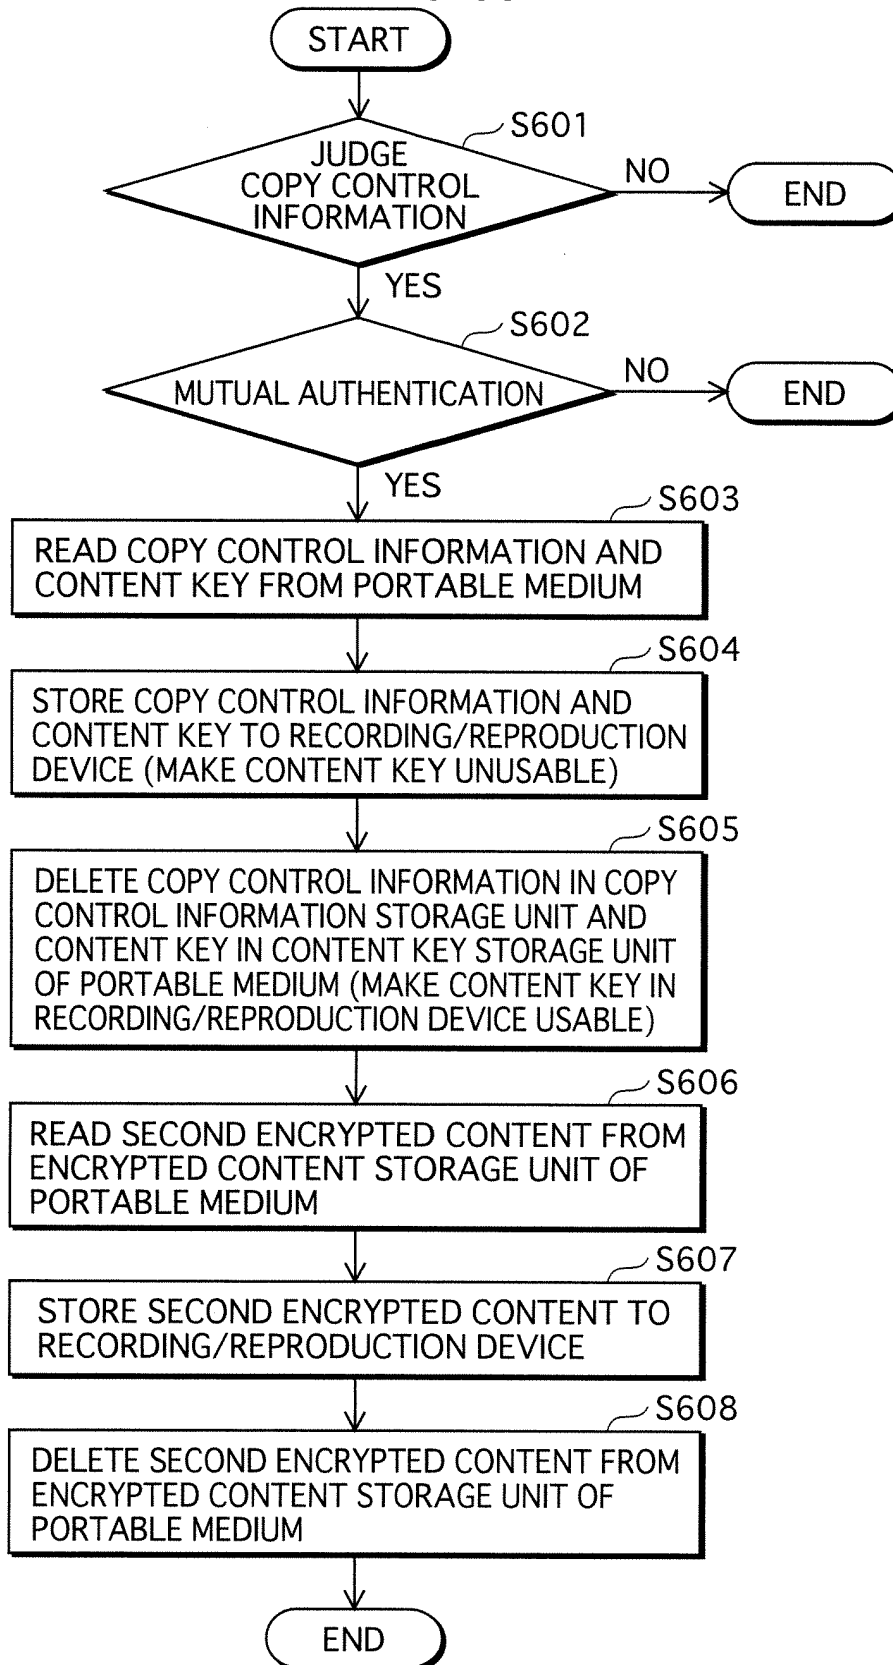 START
S601
JUDGE
COPY CONTROL
INFORMATION
NO
END
YES
S602
MUTUAL AUTHENTICATION
NO
END
YES
S603
READ COPY CONTROL INFORMATION AND
CONTENT KEY FROM PORTABLE MEDIUM
S604
STORE COPY CONTROL INFORMATION AND
CONTENT KEY TO RECORDING/REPRODUCTION
DEVICE (MAKE CONTENT KEY UNUSABLE)
S605
DELETE COPY CONTROL INFORMATION IN COPY
CONTROL INFORMATION STORAGE UNIT AND
CONTENT KEY IN CONTENT KEY STORAGE UNIT
OF PORTABLE MEDIUM (MAKE CONTENT KEY IN
RECORDING/REPRODUCTION DEVICE USABLE)
S606
READ SECOND ENCRYPTED CONTENT FROM
ENCRYPTED CONTENT STORAGE UNIT OF
PORTABLE MEDIUM
S607
STORE SECOND ENCRYPTED CONTENT TO
RECORDING/REPRODUCTION DEVICE
S608
DELETE SECOND ENCRYPTED CONTENT FROM
ENCRYPTED CONTENT STORAGE UNIT OF
PORTABLE MEDIUM
END